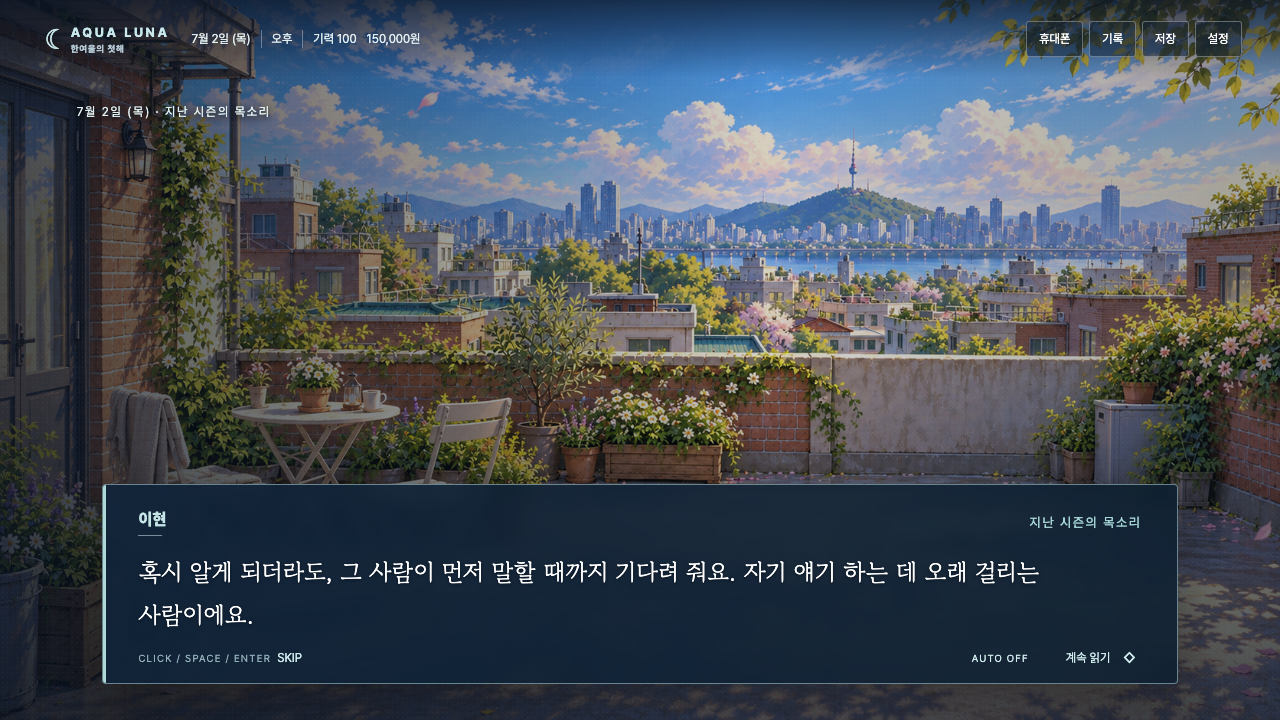 AQUA LUNA
한여울의 첫해
7월 2일 (목)
오후
기력 100 150,000원
휴대폰
기록
저장
설정
7월 2일 (목) · 지난 시즌의 목소리
이현
지난 시즌의 목소리
혹시 알게 되더라도, 그 사람이 먼저 말할 때까지 기다려 줘요. 자기 얘기 하는 데 오래 걸리는
사람이에요.
CLICK / SPACE / ENTER SKIP
AUTO OFF
계속 읽기